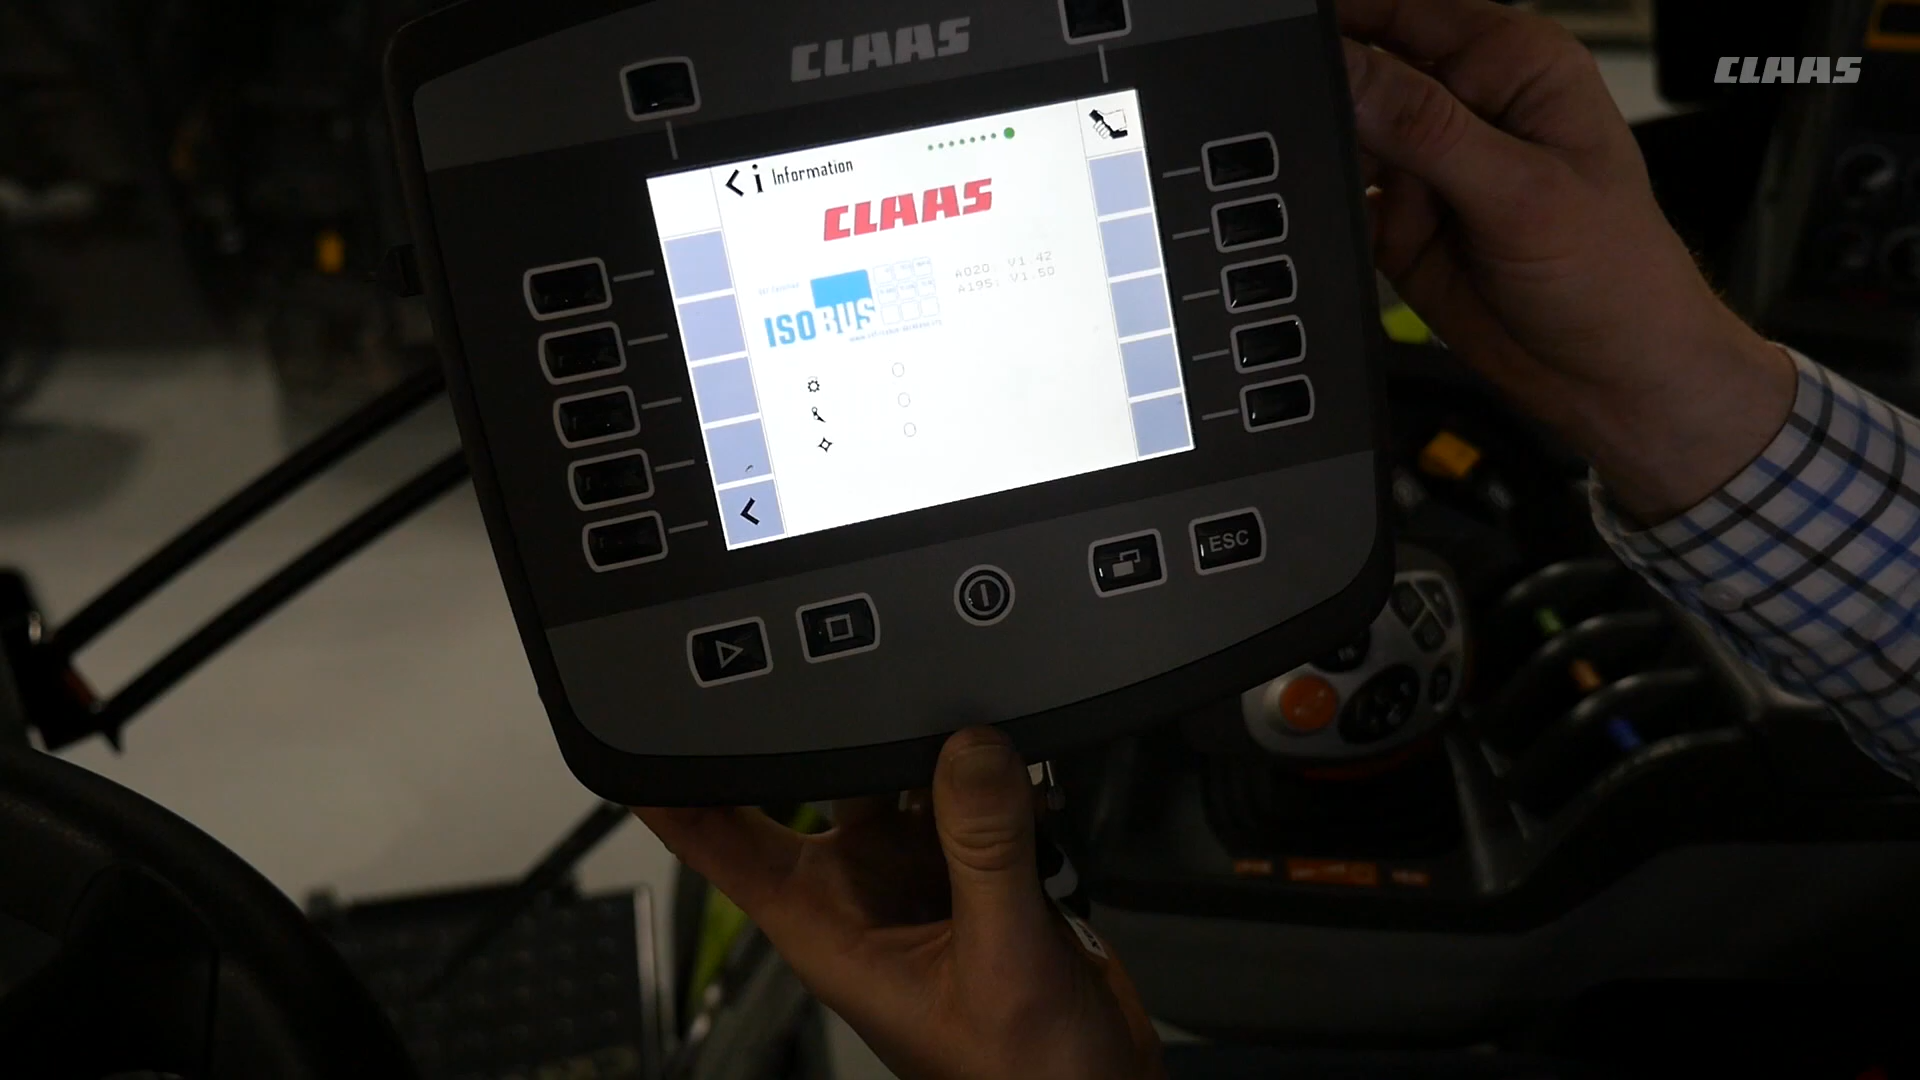 CLAAS
CLAAS
i Information
CLAAS
ISOBUS
A020: V1.42
A195: V1.50
ESC